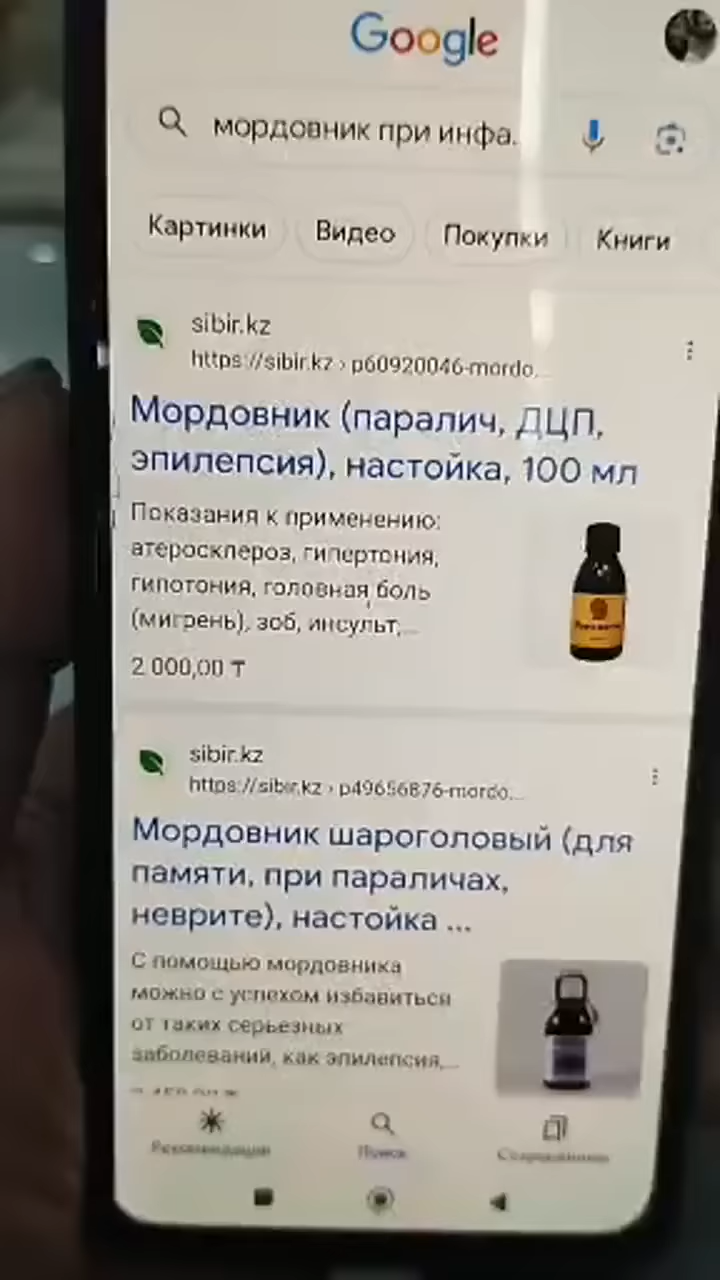 Google
мордовник при инфа.
Картинки Видео Покупки Книги
sibir.kz
https://sibir.kz › p60920046-mordo...
Мордовник (паралич, ДЦП,
эпилепсия), настойка, 100 мл
Показания к применению:
атеросклероз, гипертония,
гипотония, головная боль
(мигрень), зоб, инсульт,...
2 000,00 ₸
sibir.kz
https://sibir.kz › p49656876-mordo...
Мордовник шароголовый (для
памяти, при параличах,
неврите), настойка ...
С помощью мордовника
можно с успехом избавиться
от таких серьезных
заболеваний, как эпилепсия,...
Рекомендации Поиск